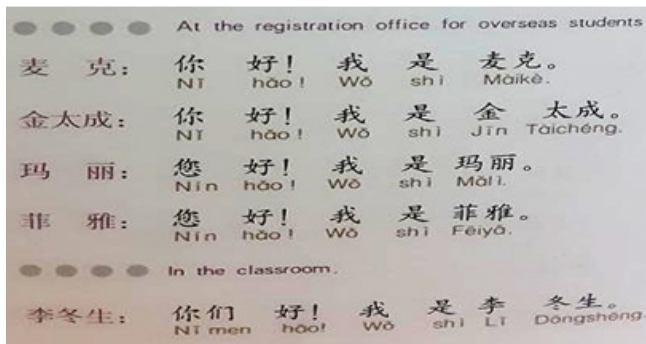 At the registration office for overseas students
麦 克： 你 好！ 我 是 麦 克。
Nǐ hǎo! Wǒ shì Màikè.
金太成： 你 好！ 我 是 金 太成。
Nǐ hǎo! Wǒ shì Jīn Tàichéng.
玛 丽： 您 好！ 我 是 玛 丽。
Nín hǎo! Wǒ shì Mǎlì.
菲 雅： 您 好！ 我 是 菲 雅。
Nín hǎo! Wǒ shì Fēiyǎ.
In the classroom.
李冬生： 你们 好！ 我 是 李 冬生。
Nǐ men hǎo! Wǒ shì Lǐ Dōngshēng.